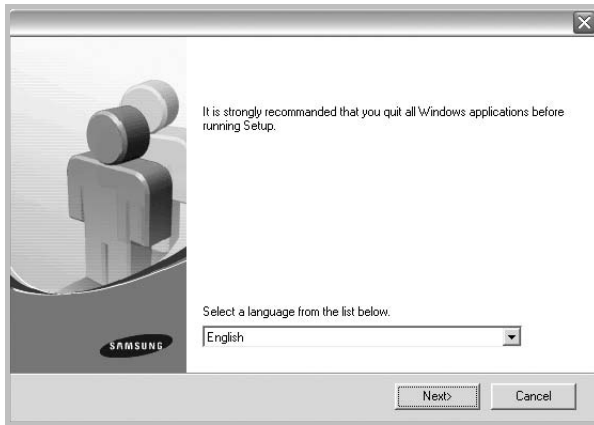 It is strongly recommanded that you quit all Windows applications before
running Setup.
Select a language from the list below.
English
SAMSUNG
Next>
Cancel